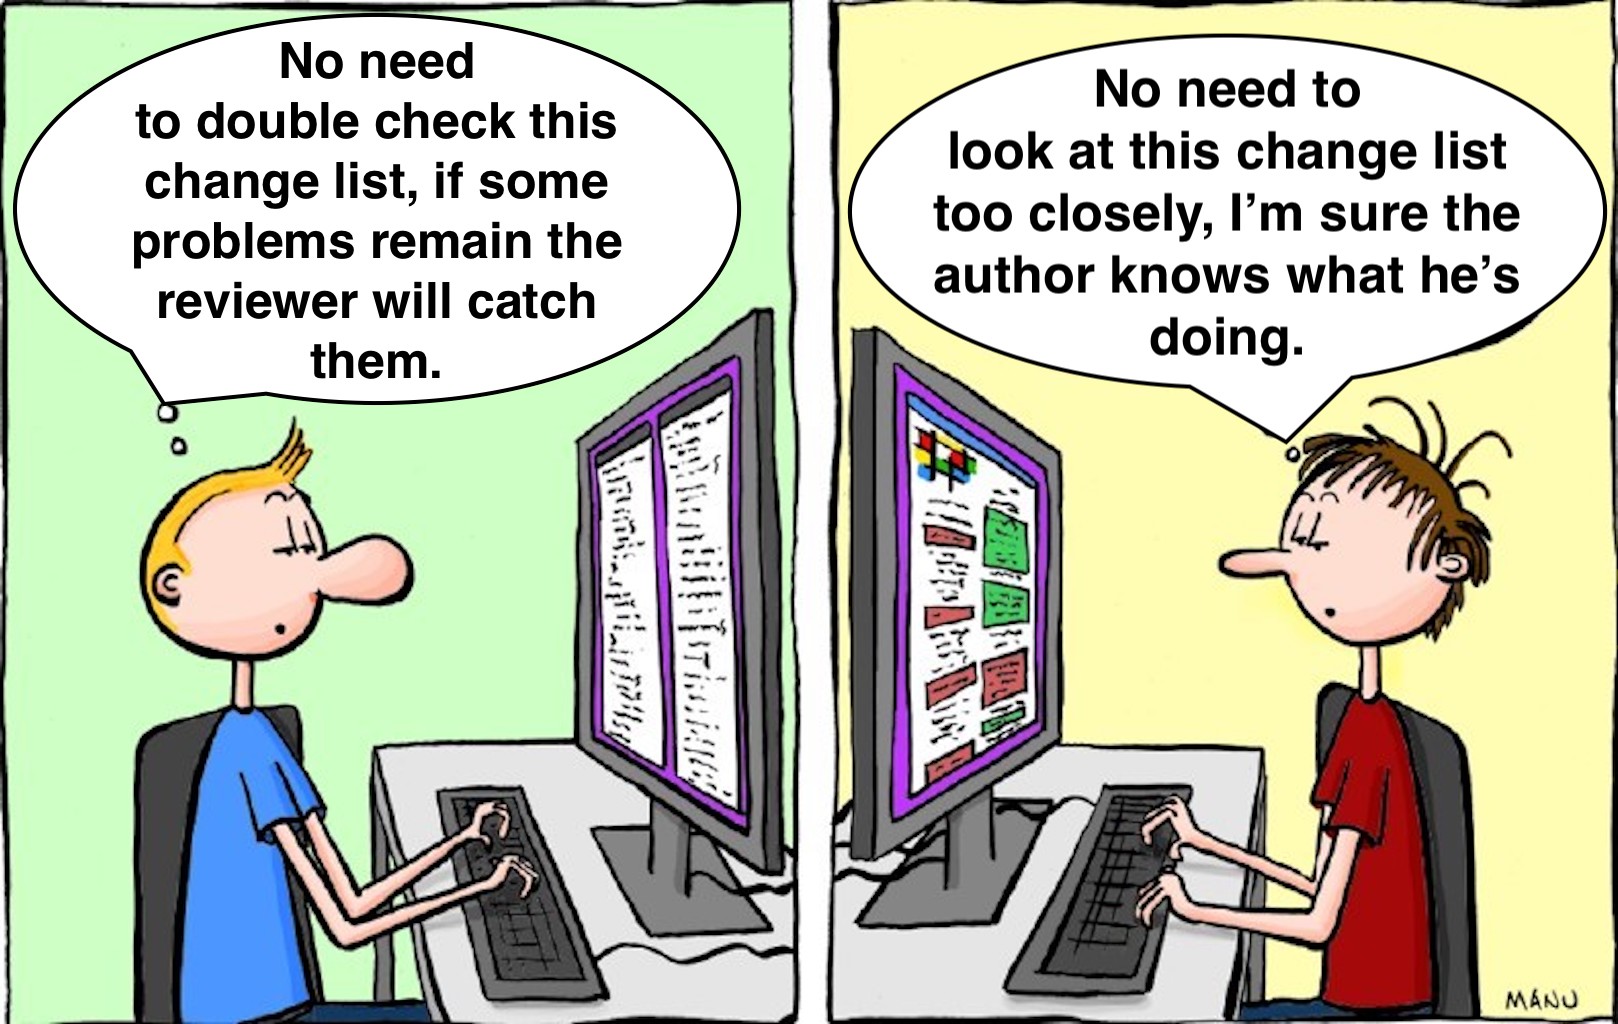 No need
to double check this
change list, if some
problems remain the
reviewer will catch
them.
No need to
look at this change list
too closely, I’m sure the
author knows what he’s
doing.
MANU